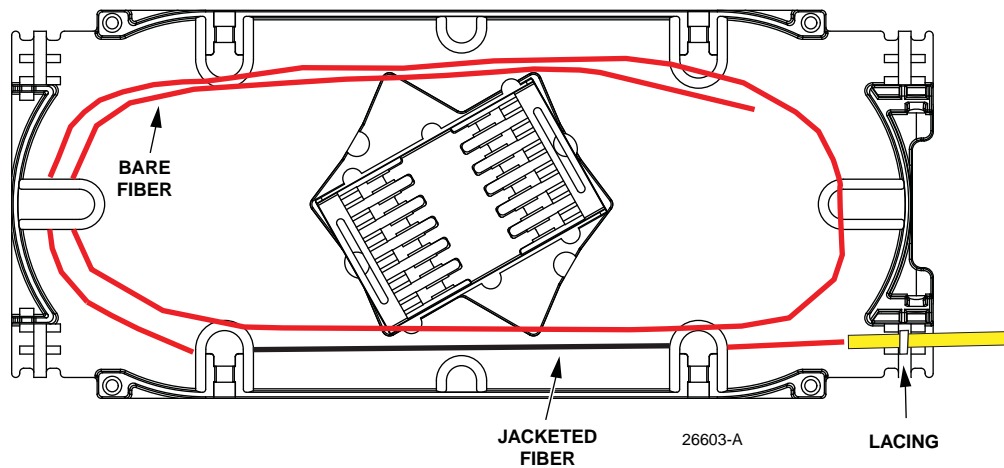 BARE
FIBER
JACKETED
FIBER
26603-A
LACING